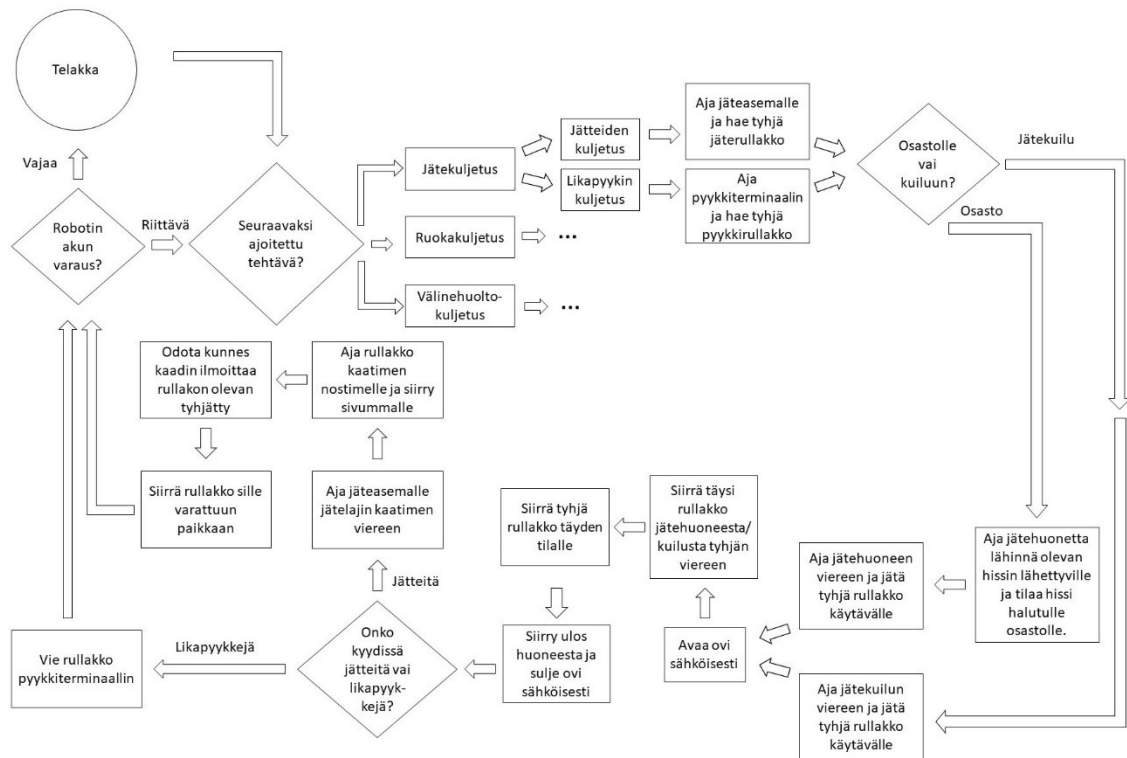 Telakka
Vajaa
Robotin
akun
varaus?
Riittävä
Seuraavaksi
ajoitettu
tehtävä?
Jätekuljetus
Ruokakuljetus
...
Välinehuolto-
kuljetus
...
Jätteiden
kuljetus
Likapyykin
kuljetus
Aja jäteasemalle
ja hae tyhjä
jäterullakko
Aja
pyykkiterminaalin
ja hae tyhjä
pyykkirullakko
Osastolle
vai
kuiluun?
Jätekuilu
Osasto
Odota kunnes
kaadin ilmoittaa
rullakon olevan
tyhjätty
Aja rullakko
kaatimen
nostimelle ja siirry
sivummalle
Siirrä rullakko sille
varattuun
paikkaan
Aja jäteasemalle
jätelajin kaatimen
viereen
Siirrä tyhjä
rullakko täyden
tilalle
Siirrä täysi
rullakko
jätehuoneesta/
kuilusta tyhjän
viereen
Aja jätehuoneen
viereen ja jätä
tyhjä rullakko
käytävälle
Aja jätehuonetta
lähinnä olevan
hissin lähettyville
ja tilaa hissi
halutulle
osastolle.
Jätteitä
Vie rullakko
pyykkiterminaallin
Likapyykkejä
Onko
kyydissä
jätteitä vai
likapyyk-
kejä?
Siirry ulos
huoneesta ja
sulje ovi
sähköisesti
Avaa ovi
sähköisesti
Aja jätekuilun
viereen ja jätä
tyhjä rullakko
käytävälle